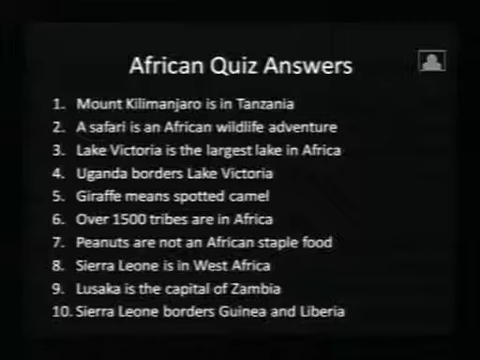 African Quiz Answers
1. Mount Kilimanjaro is in Tanzania
2. A safari is an African wildlife adventure
3. Lake Victoria is the largest lake in Africa
4. Uganda borders Lake Victoria
5. Giraffe means spotted camel
6. Over 1500 tribes are in Africa
7. Peanuts are not an African staple food
8. Sierra Leone is in West Africa
9. Lusaka is the capital of Zambia
10. Sierra Leone borders Guinea and Liberia